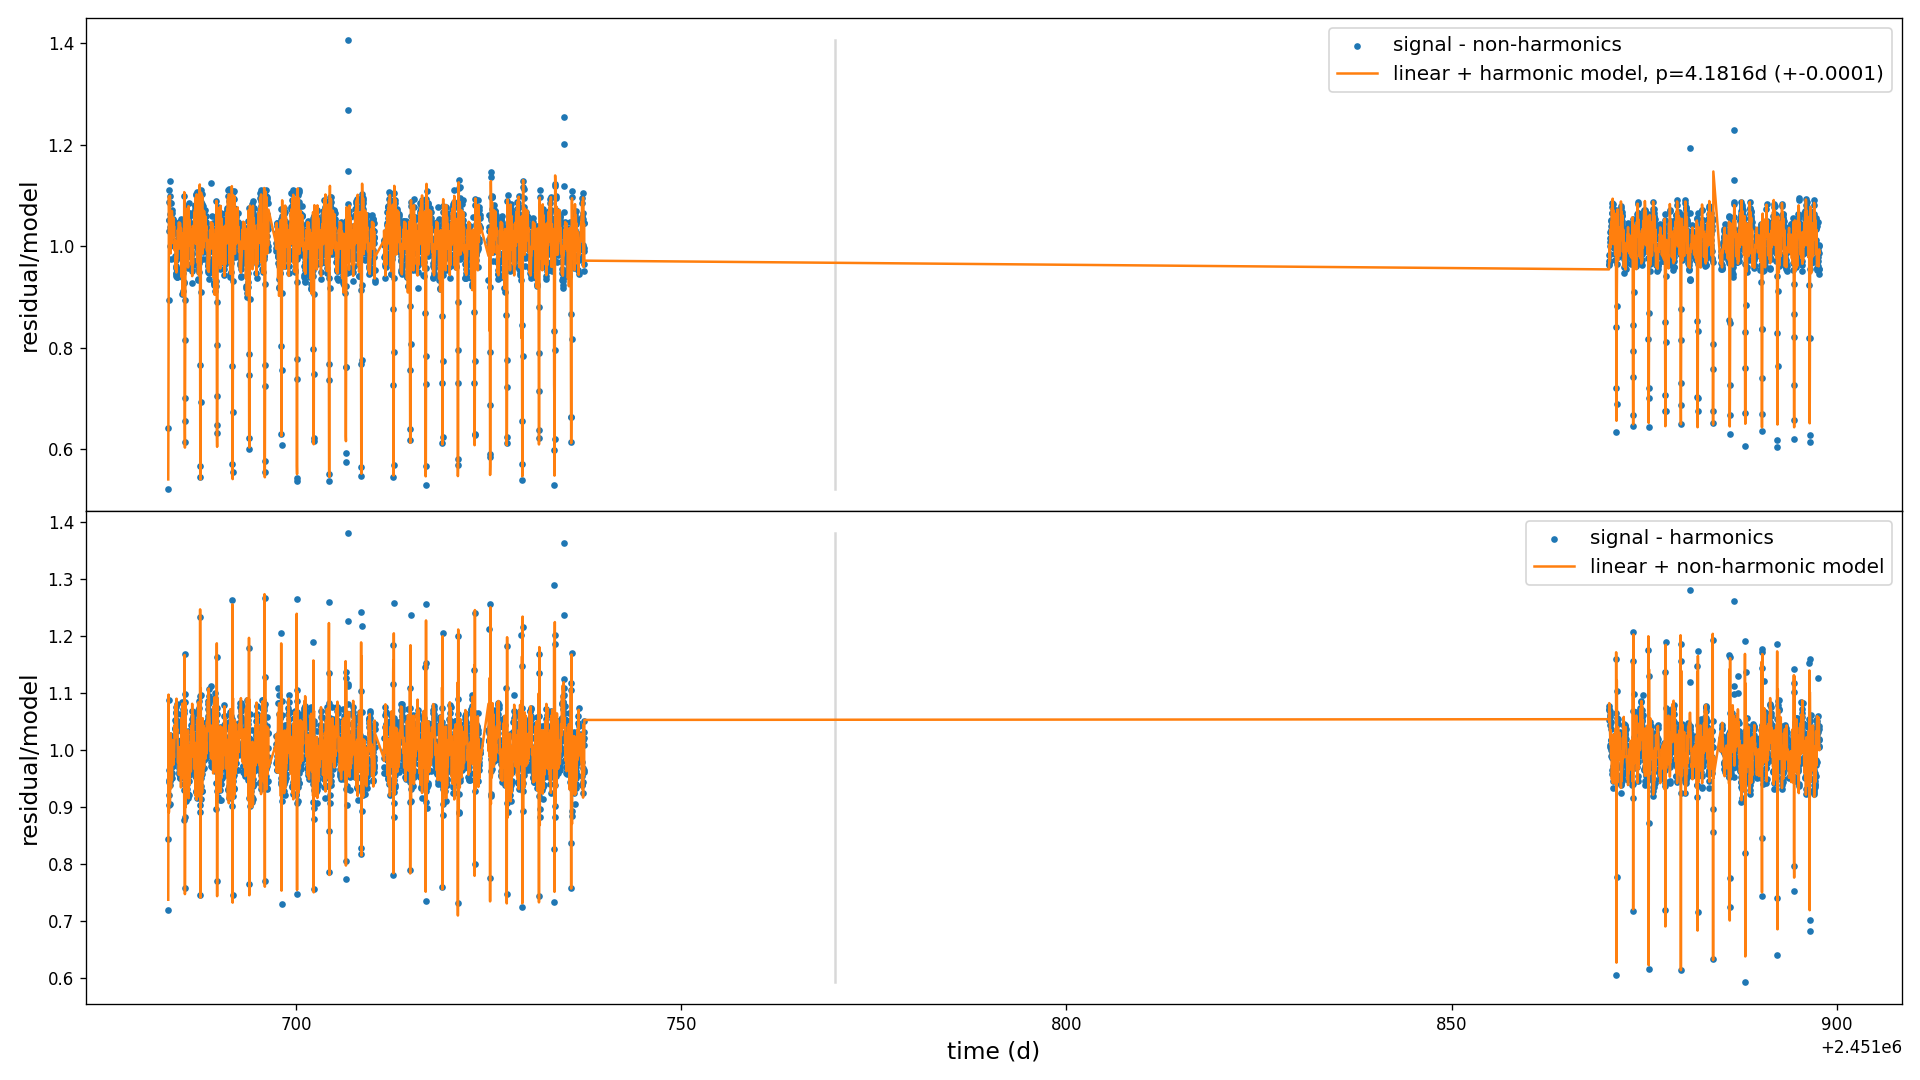 1.4
1.2
1.0
0.8
0.6
residual/model
signal - non-harmonics
linear + harmonic model, p=4.1816d (+-0.0001)
1.4
1.3
1.2
1.1
1.0
0.9
0.8
0.7
0.6
residual/model
signal - harmonics
linear + non-harmonic model
700
750
800
850
900
time (d)
+2.451e6